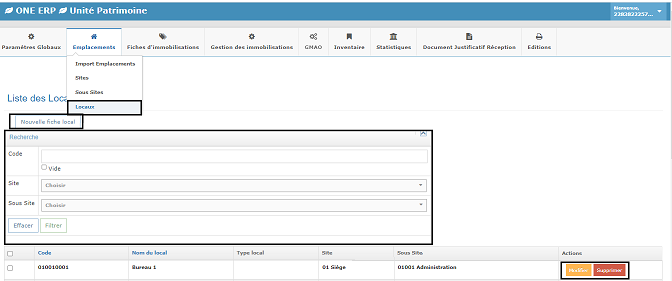 ONE ERP Unité Patrimoine
Bienvenue,
Paramètres Globaux Emplacements Fiches d'immobilisations Gestion des immobilisations GMAO Inventaire Statistiques Document Justificatif Réception Editions
Import Emplacements
Sites
Sous Sites
Locaux
Liste des Loca
Nouvelle fiche local
Recherche
Code
Vide
Site Choisir
Sous Site Choisir
Effacer Filtrer
Code Nom du local Type local Site Sous Site Actions
010010001 Bureau 1 01 Siège 01001 Administration Modifier Supprimer